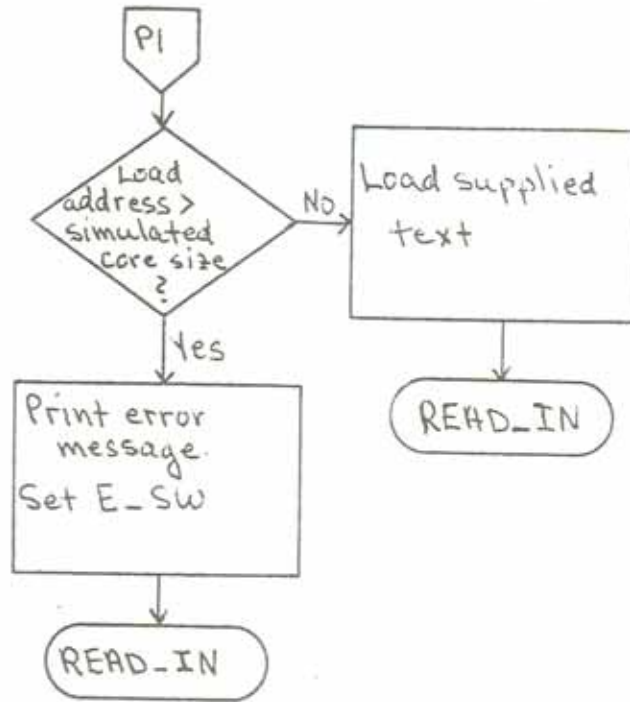 P1
Load
address >
simulated
core size
?
No
Load supplied
text
Yes
READ_IN
Print error
message.
Set E_SW
READ_IN